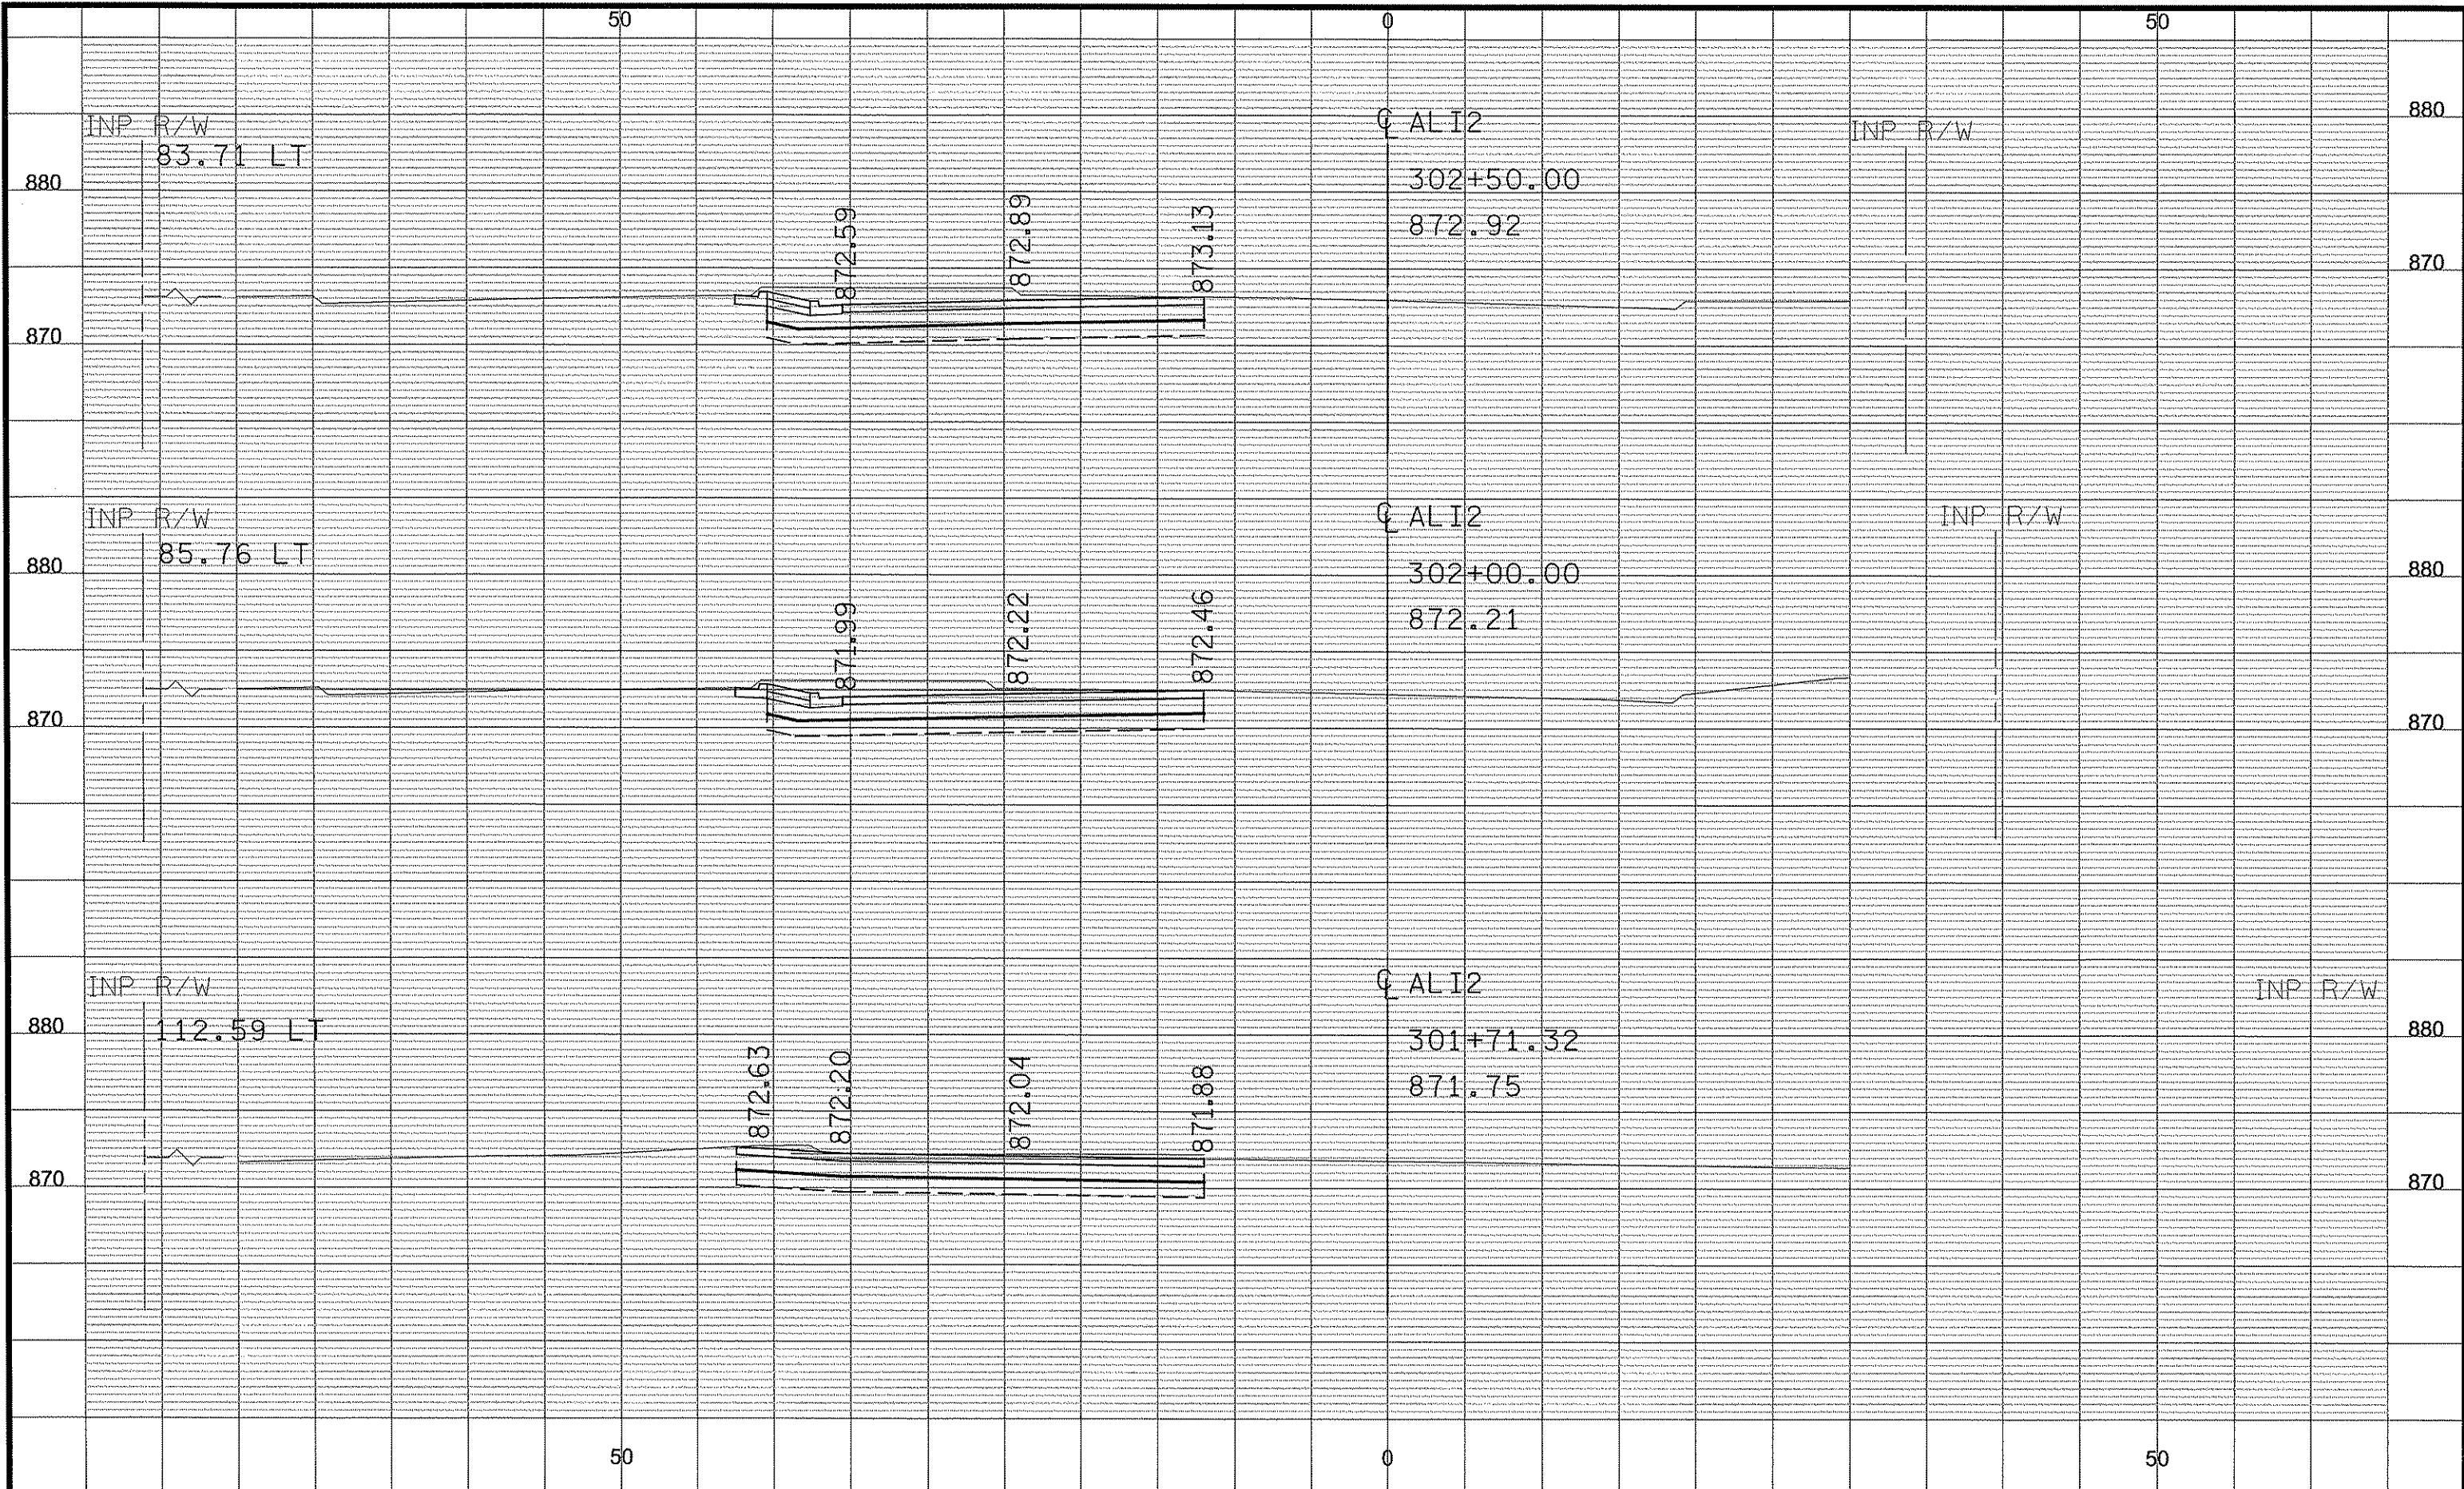 50 0 50
INP R/W
83.71 LT
880
870
872.59
872.89
873.13
℄ ALI2
302+50.00
872.92
INP R/W
880
870
INP R/W
85.76 LT
880
870
871.99
872.22
872.46
℄ ALI2
302+00.00
872.21
INP R/W
880
870
INP R/W
112.59 LT
880
870
872.63
872.20
872.04
871.88
℄ ALI2
301+71.32
871.75
INP R/W
880
870
50 0 50